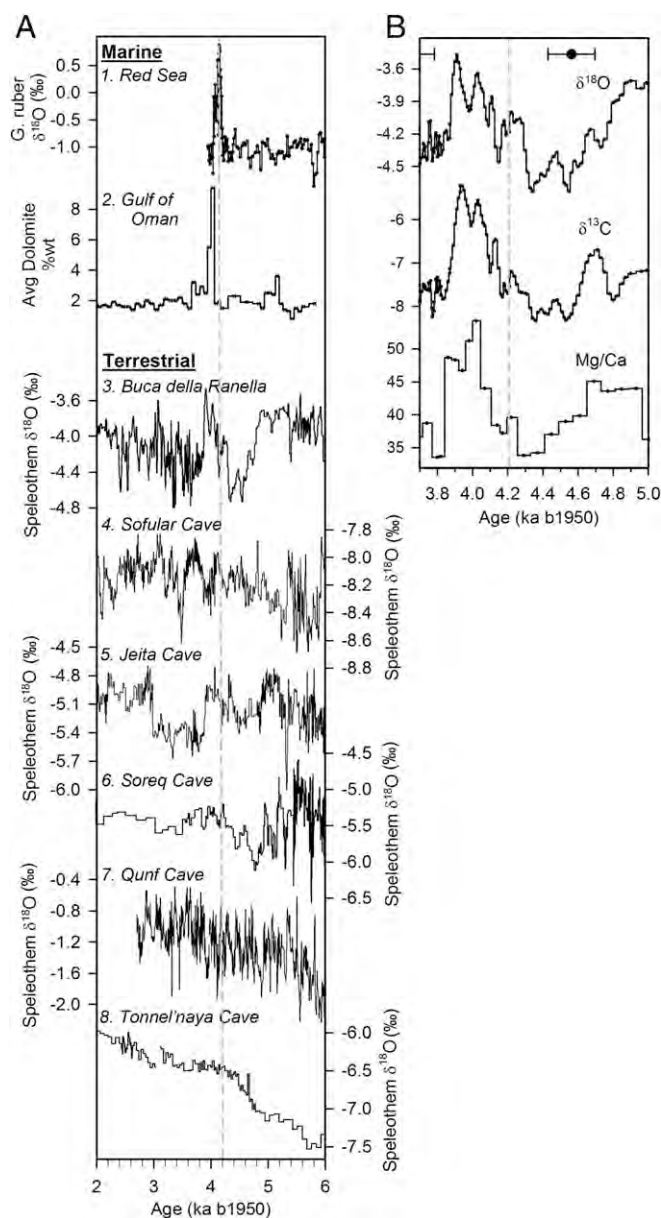 A
B
Marine
1. Red Sea
G. ruber
δ18O (‰)
0.5
0.0
-0.5
-1.0
2. Gulf of
Oman
Avg Dolomite
%wt
8
6
4
2
Terrestrial
3. Buca della Ranella
Speleothem δ18O (‰)
-3.6
-4.0
-4.4
-4.8
4. Sofular Cave
-7.8
-8.0
-8.2
-8.4
-8.6
-8.8
Speleothem δ18O (‰)
5. Jeita Cave
-4.5
-4.8
-5.1
-5.4
-5.7
-6.0
Speleothem δ18O (‰)
6. Soreq Cave
-4.5
-5.0
-5.5
-6.0
-6.5
Speleothem δ18O (‰)
7. Qunf Cave
-0.4
-0.8
-1.2
-1.6
-2.0
Speleothem δ18O (‰)
8. Tonnel'naya Cave
-6.0
-6.5
-7.0
-7.5
Speleothem δ18O (‰)
2 3 4 5 6
Age (ka b1950)
-3.6
-3.9
-4.2
-4.5
δ18O
-6
-7
-8
δ13C
50
45
40
35
Mg/Ca
3.8 4.0 4.2 4.4 4.6 4.8 5.0
Age (ka b1950)